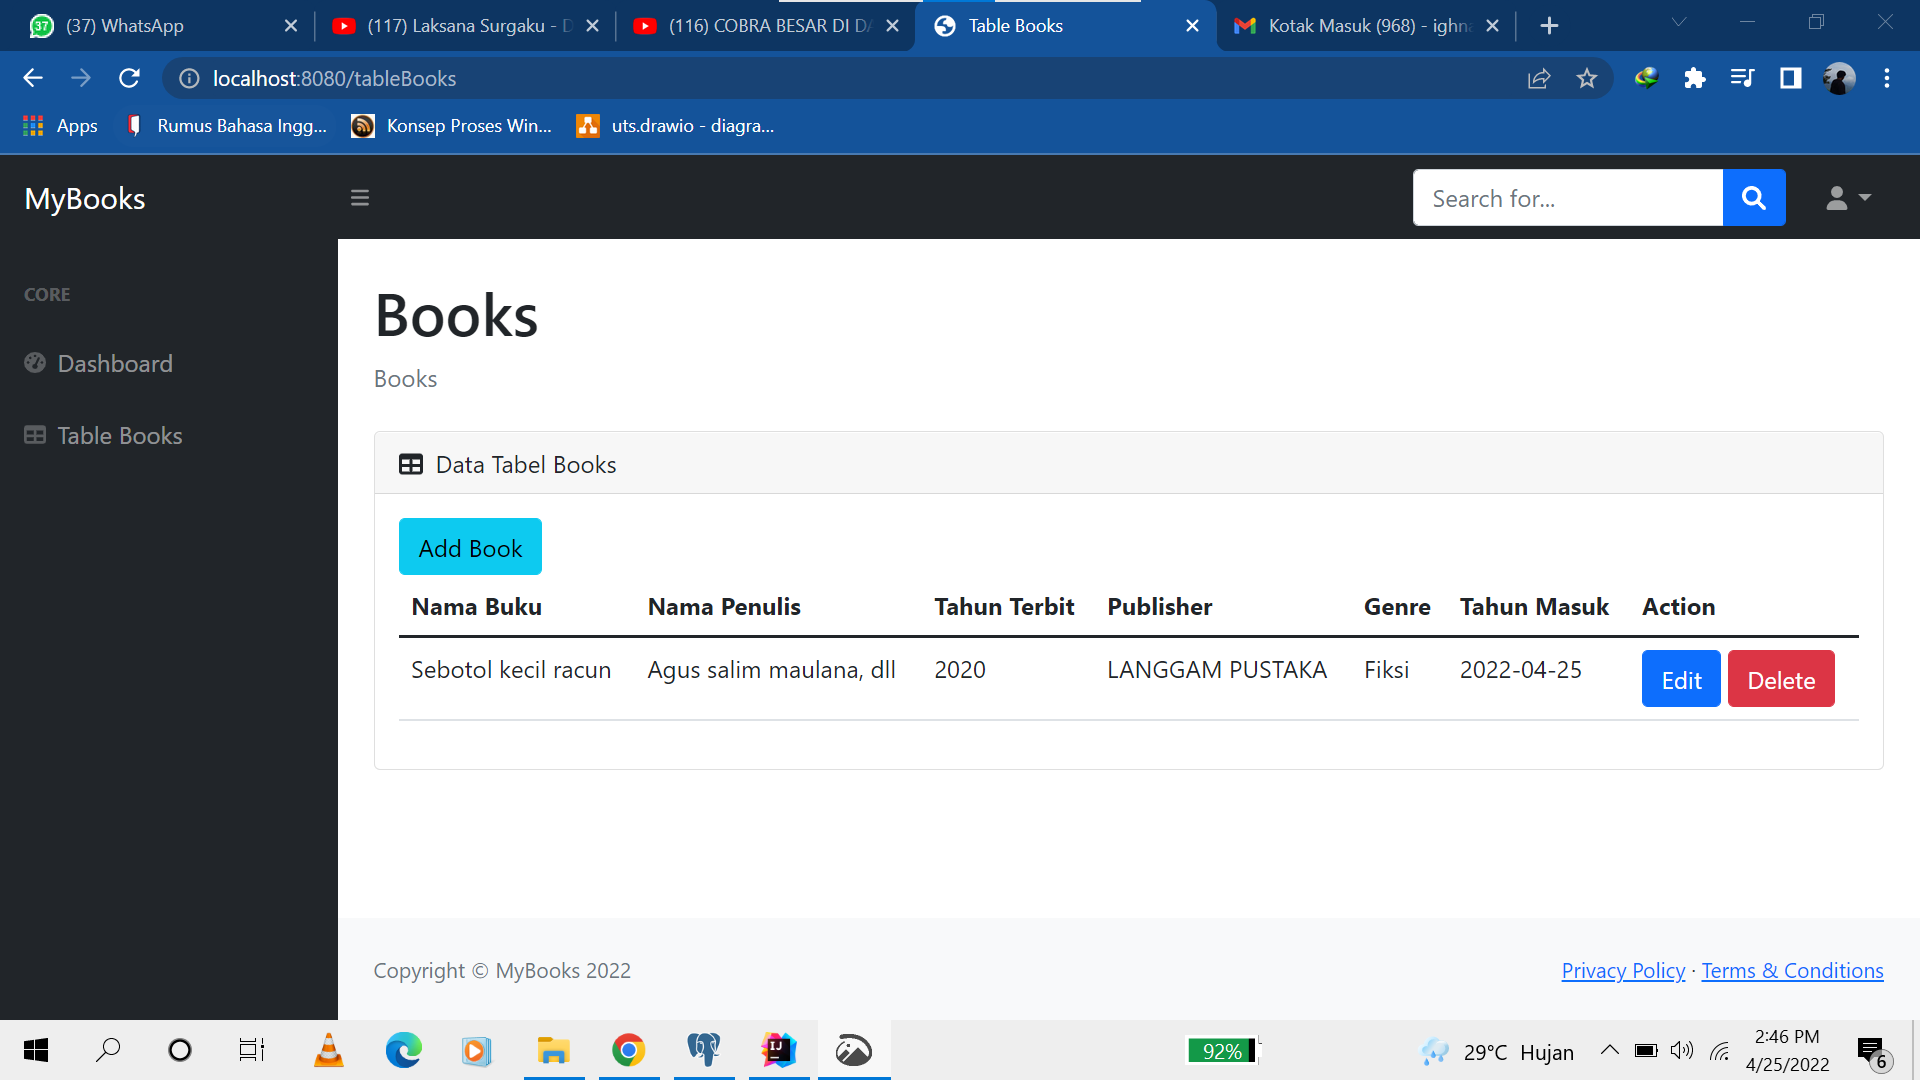 37
(37) WhatsApp
(117) Laksana Surgaku - D
(116) COBRA BESAR DI DA
Table Books
Kotak Masuk (968) - ighna
localhost:8080/tableBooks
Apps
Rumus Bahasa Ingg...
Konsep Proses Win...
uts.drawio - diagra...
MyBooks
Search for...
CORE
Dashboard
Table Books
Books
Books
Data Tabel Books
Add Book
Nama Buku Nama Penulis Tahun Terbit Publisher Genre Tahun Masuk Action
Sebotol kecil racun Agus salim maulana, dll 2020 LANGGAM PUSTAKA Fiksi 2022-04-25 Edit Delete
Copyright © MyBooks 2022
Privacy Policy · Terms & Conditions
IJ
92%
29°C Hujan
2:46 PM
4/25/2022
6